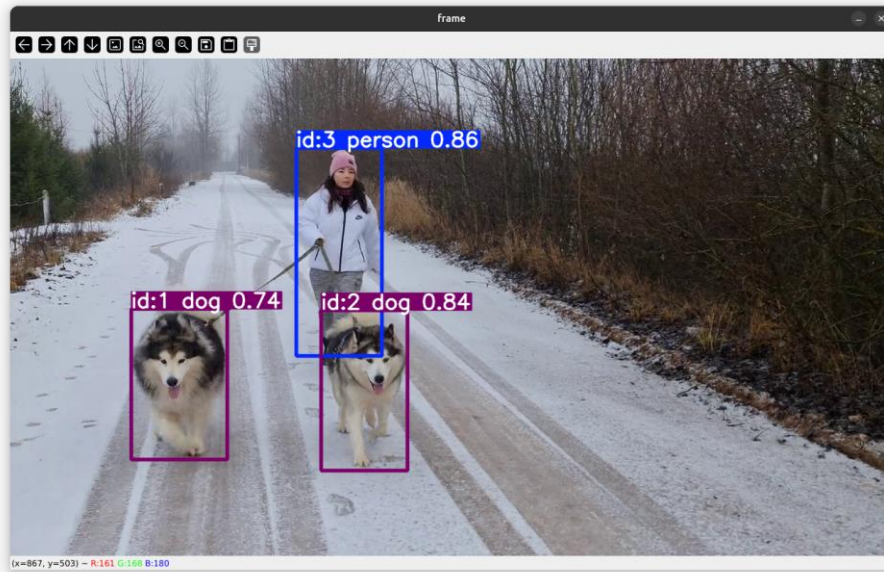 frame
id:3 person 0.86
id:1 dog 0.74
id:2 dog 0.84
(x=867, y=503) ~ R:161 G:168 B:180